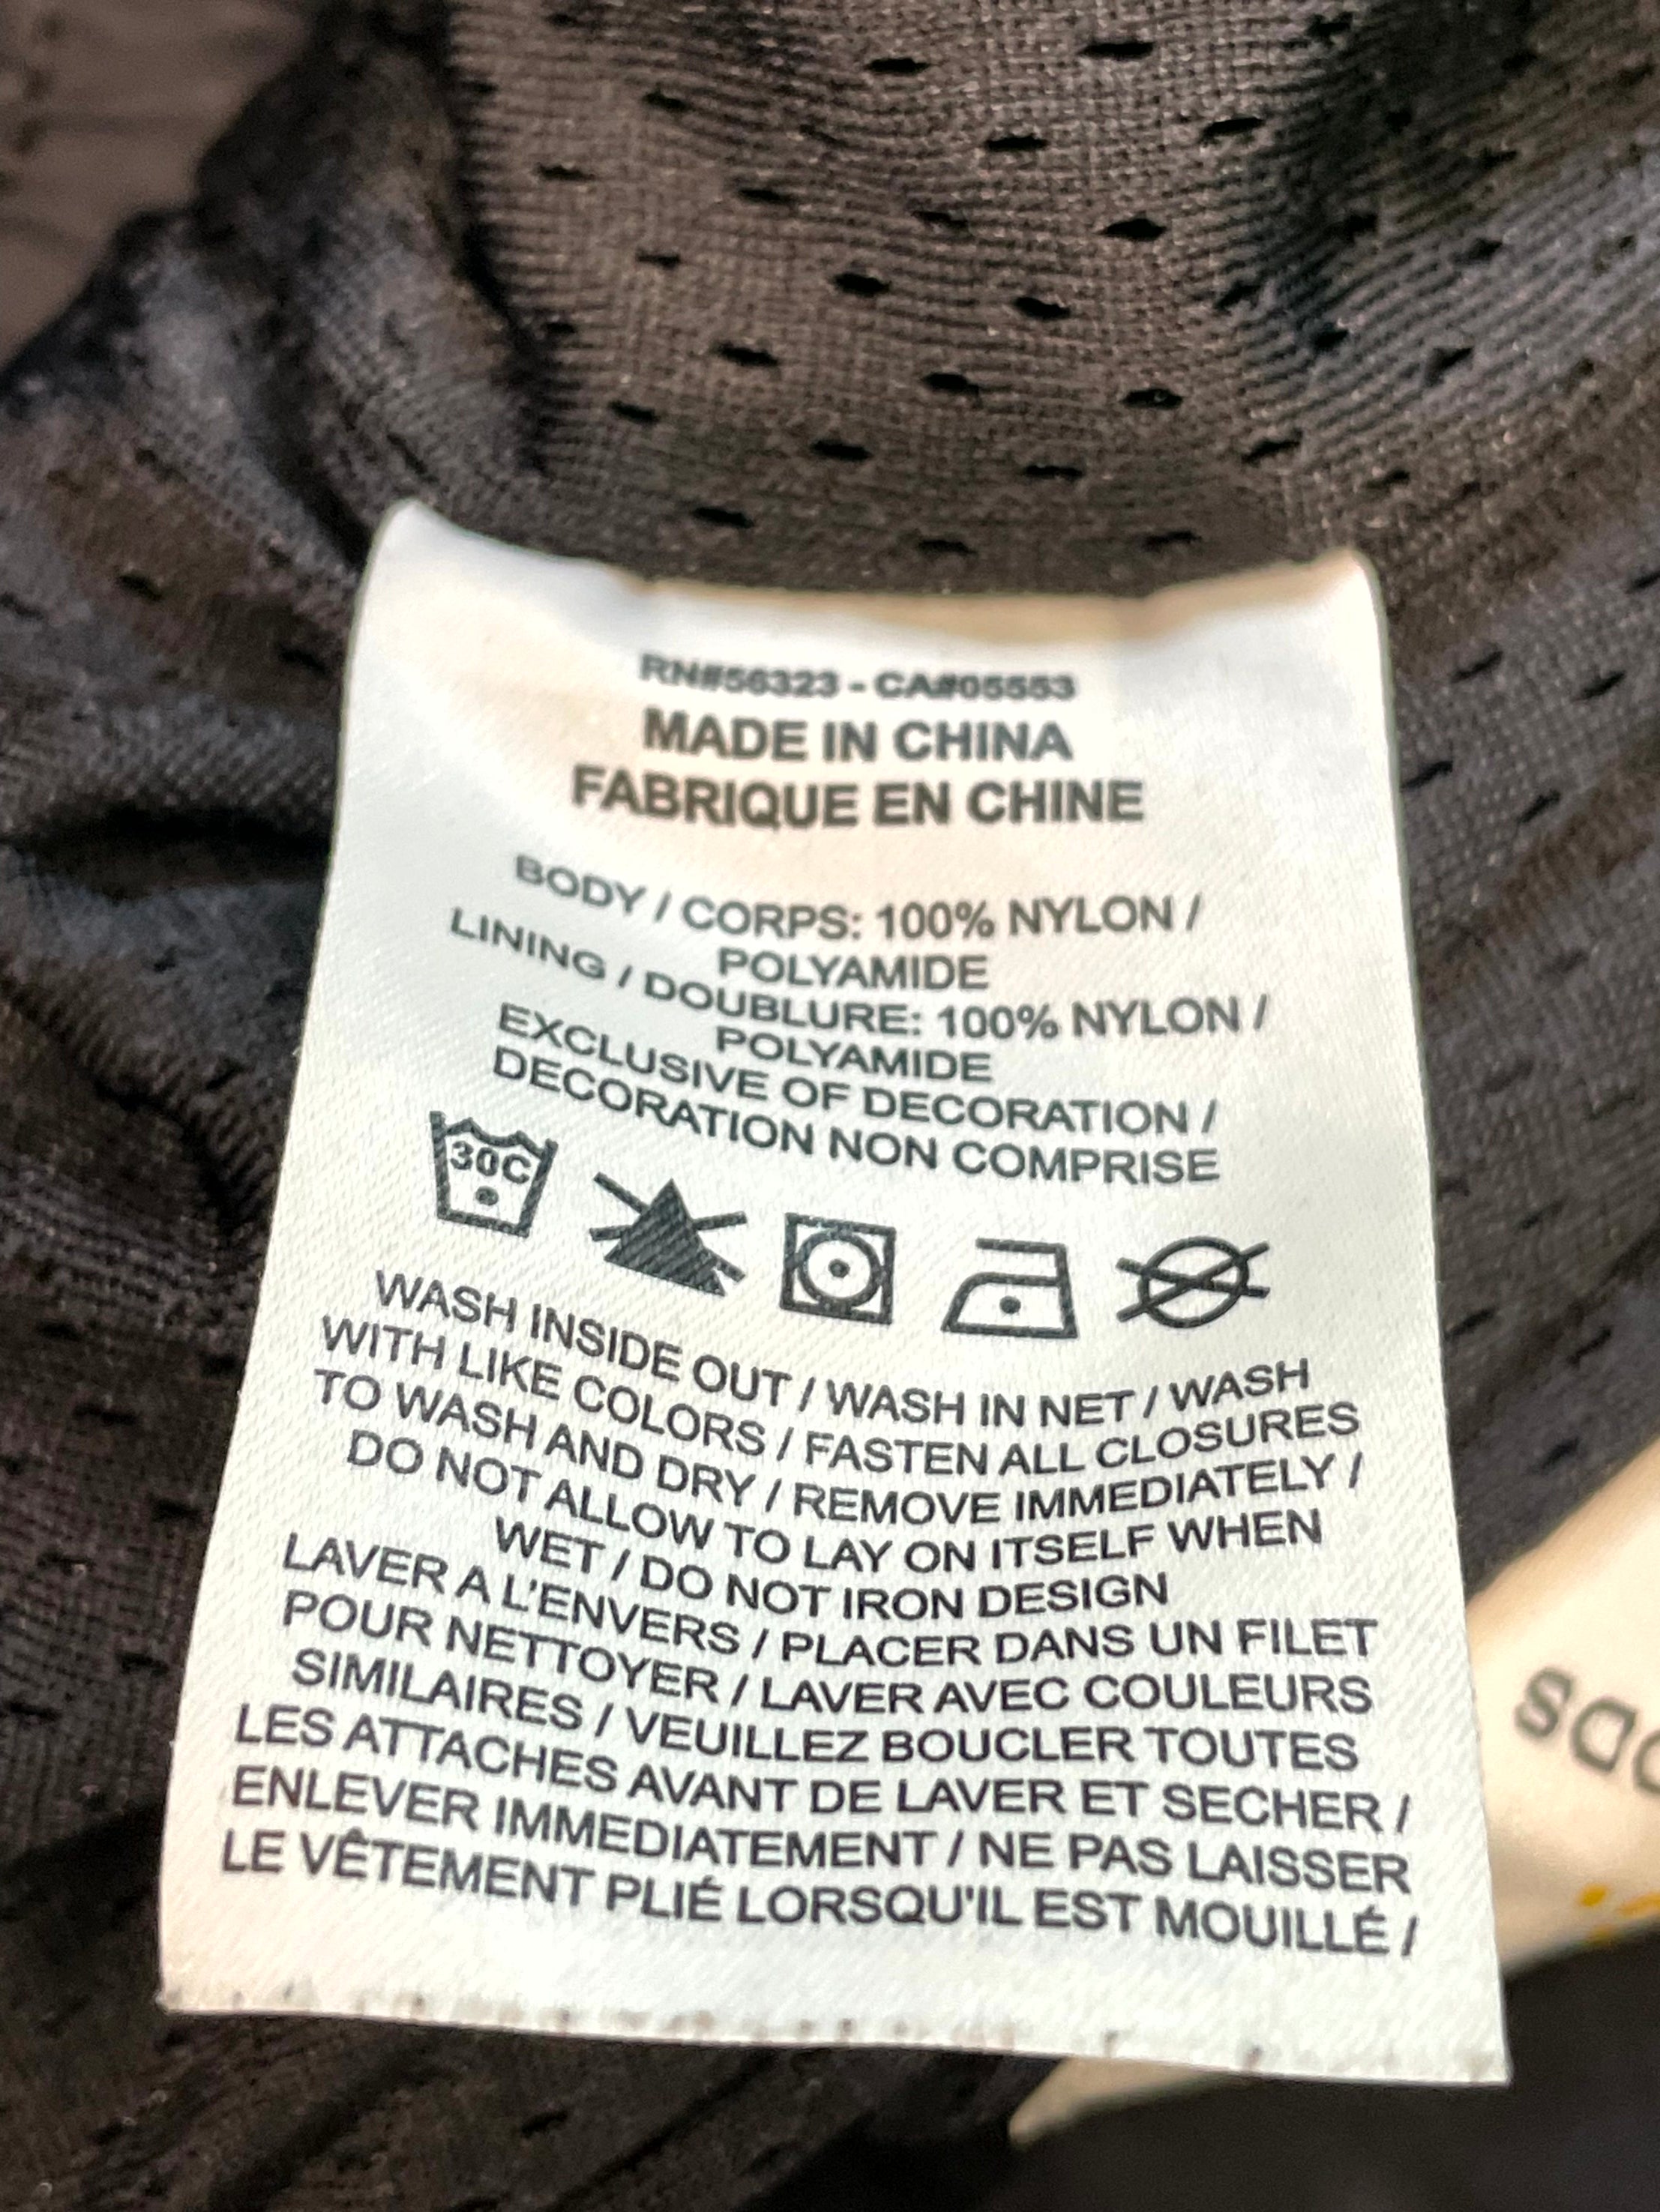 RN#56323 - CA#05553
MADE IN CHINA
FABRIQUE EN CHINE
BODY / CORPS: 100% NYLON /
POLYAMIDE
LINING / DOUBLURE: 100% NYLON /
POLYAMIDE
EXCLUSIVE OF DECORATION /
DECORATION NON COMPRISE
30C
WASH INSIDE OUT / WASH IN NET / WASH
WITH LIKE COLORS / FASTEN ALL CLOSURES
TO WASH AND DRY / REMOVE IMMEDIATELY /
DO NOT ALLOW TO LAY ON ITSELF WHEN
WET / DO NOT IRON DESIGN
LAVER A L'ENVERS / PLACER DANS UN FILET
POUR NETTOYER / LAVER AVEC COULEURS
SIMILAIRES / VEUILLEZ BOUCLER TOUTES
LES ATTACHES AVANT DE LAVER ET SECHER /
ENLEVER IMMEDIATEMENT / NE PAS LAISSER
LE VÊTEMENT PLIÉ LORSQU'IL EST MOUILLÉ /